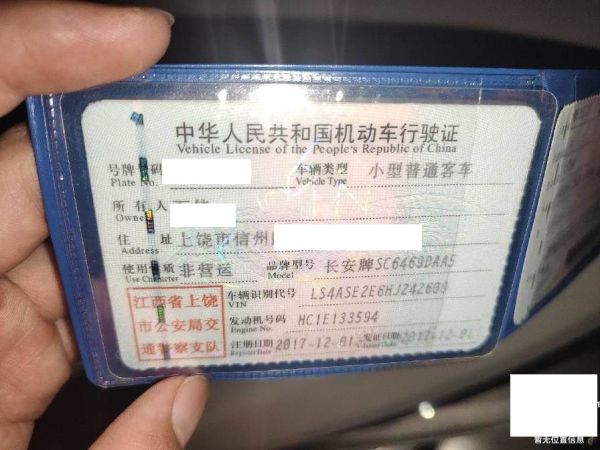 中华人民共和国机动车行驶证
Vehicle License of the People's Republic of China
号牌号码
Plate No.
车辆类型 小型普通客车
Vehicle Type
所有人
Owner
住址 上饶市信州
Address
使用性质 非营运
Use Character
品牌型号 长安牌SC6469DAA5
Model
江西省上饶
市公安局交
通警察支队
车辆识别代号 LS4ASE2E6HJ242609
VIN
发动机号码 HC1E133594
Engine No.
注册日期 2017-12-01
Register Date
发证日期 2017-12-01
Issue Date
暂无位置信息